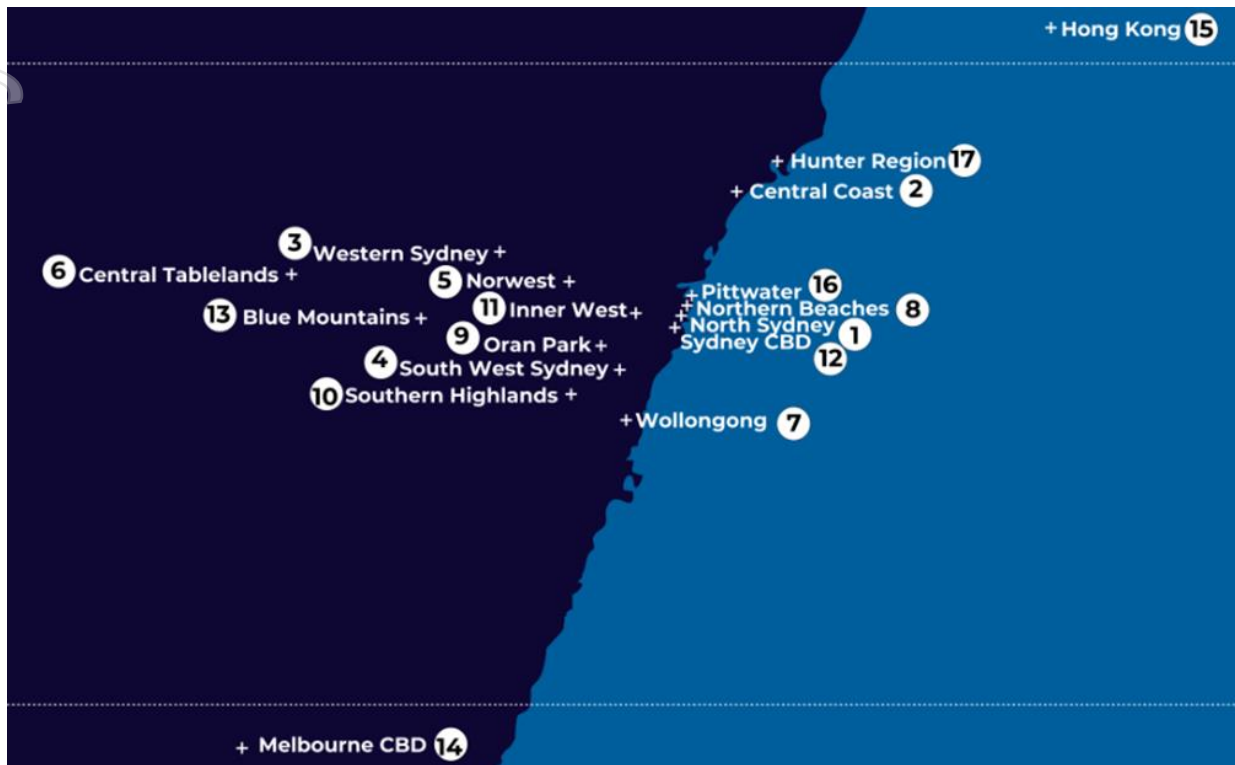 + Hong Kong 15
+ Hunter Region 17
+ Central Coast 2
3 Western Sydney +
6 Central Tablelands +
5 Norwest +
+ Pittwater 16
11 Inner West +
+ Northern Beaches 8
13 Blue Mountains +
+ North Sydney 1
9 Oran Park +
+ Sydney CBD 12
4 South West Sydney +
10 Southern Highlands +
+ Wollongong 7
+ Melbourne CBD 14